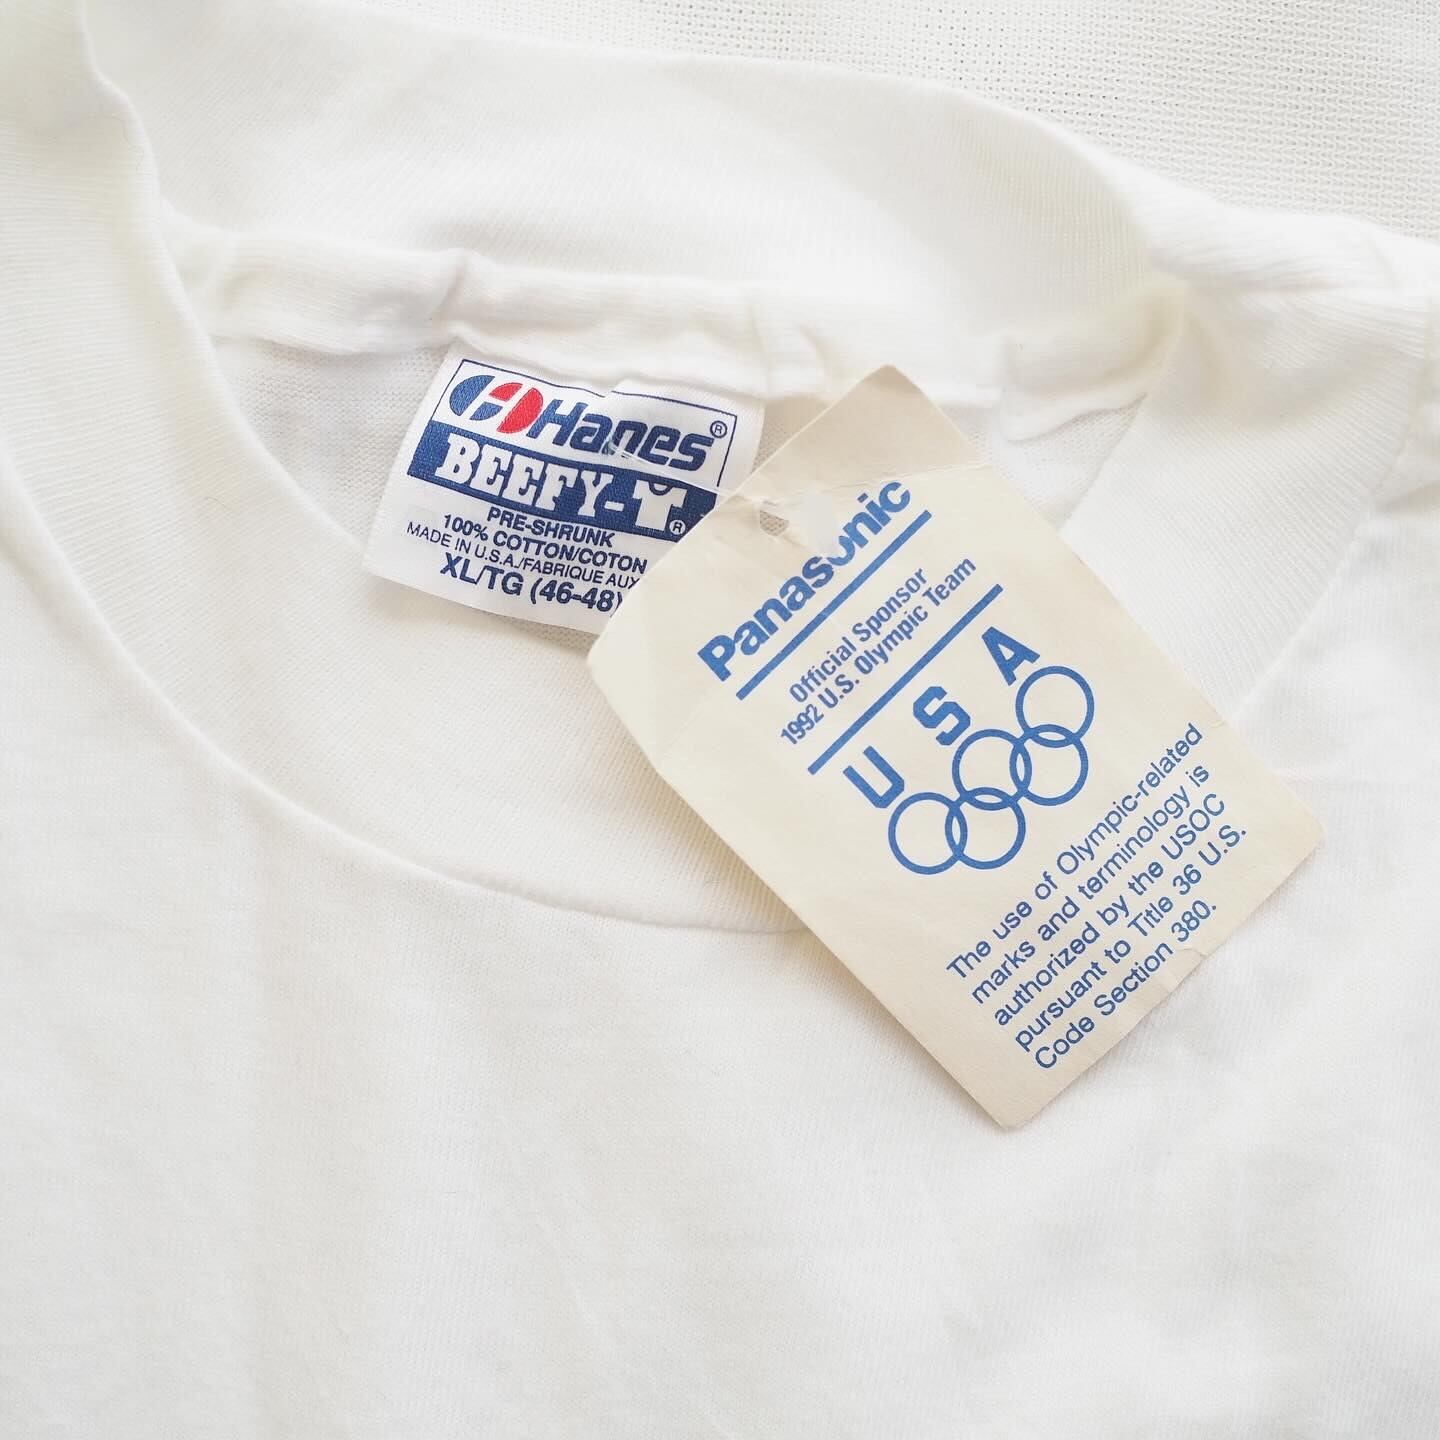 Hanes®
BEEFY-T®
PRE-SHRUNK
100% COTTON/COTON
MADE IN U.S.A./FABRIQUE AUX
XL/TG (46-48)
Panasonic
Official Sponsor
1992 U.S. Olympic Team
USA
The use of Olympic-related
marks and terminology is
authorized by the USOC
pursuant to Title 36 U.S.
Code Section 380.